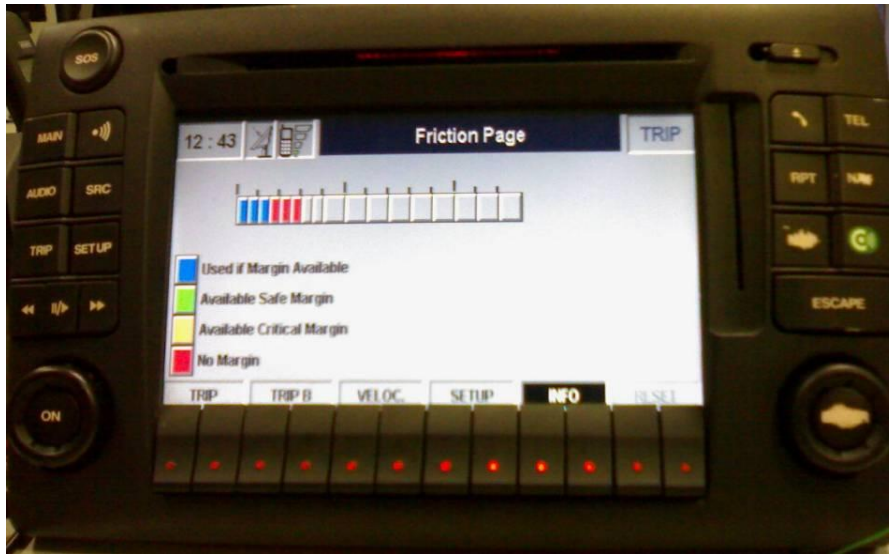 SOS
MAIN
AUDIO SRC
TRIP SETUP
ON
12 : 43 Friction Page TRIP
Used if Margin Available
Available Safe Margin
Available Critical Margin
No Margin
TRIP TRIP B VELOC. SETUP INFO RESET
TEL
RPT NAV
ESCAPE